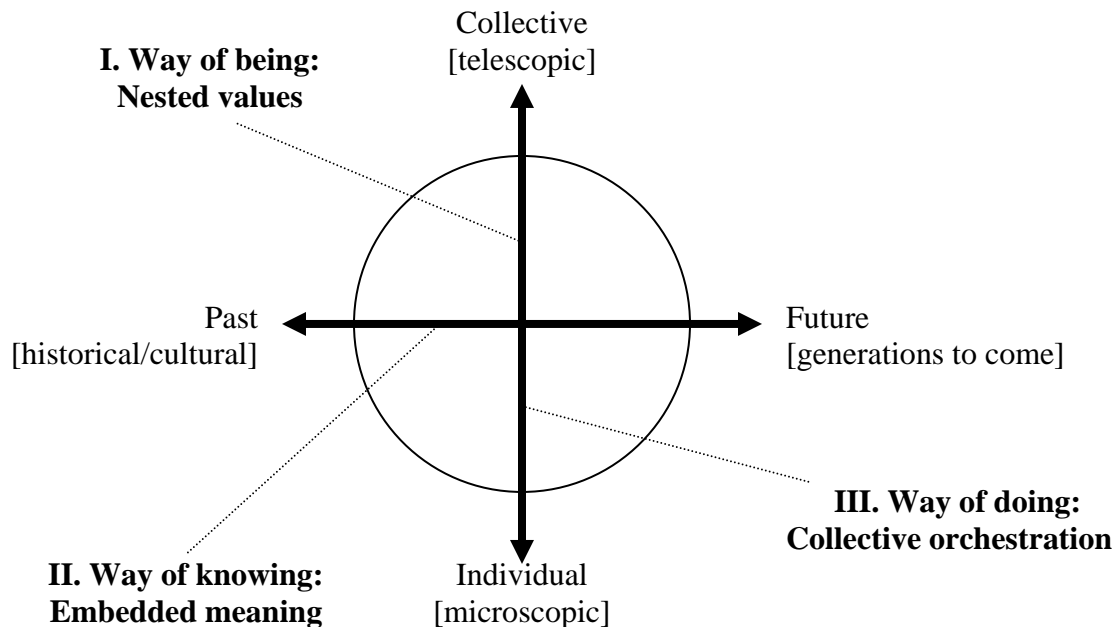 Collective
[telescopic]
I. Way of being:
Nested values
Past
[historical/cultural]
Future
[generations to come]
III. Way of doing:
Collective orchestration
II. Way of knowing:
Embedded meaning
Individual
[microscopic]